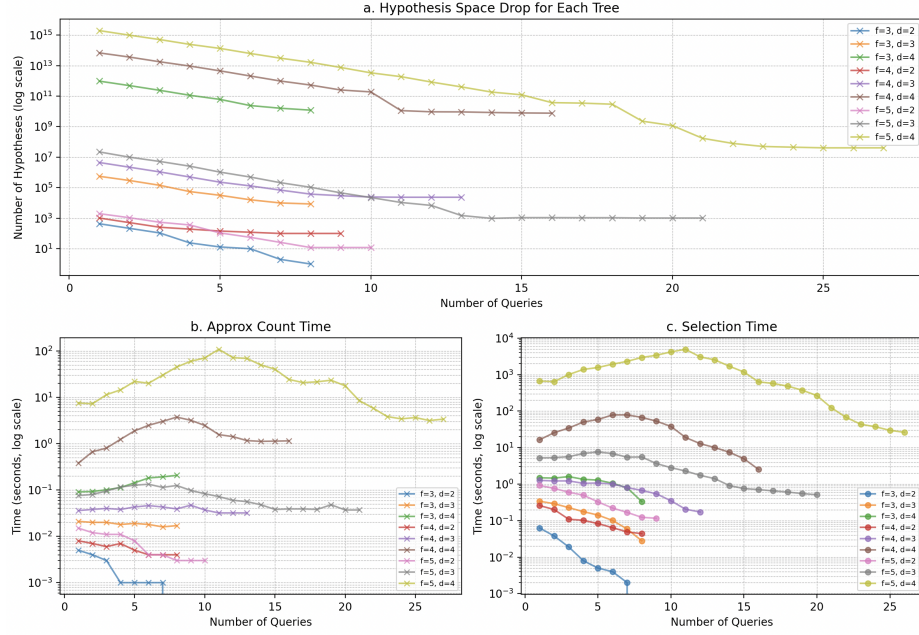 a. Hypothesis Space Drop for Each Tree
Number of Hypotheses (log scale)
10^15
10^13
10^11
10^9
10^7
10^5
10^3
10^1
0 5 10 15 20 25
Number of Queries
f=3, d=2
f=3, d=3
f=3, d=4
f=4, d=2
f=4, d=3
f=4, d=4
f=5, d=2
f=5, d=3
f=5, d=4
b. Approx Count Time
Time (seconds, log scale)
10^2
10^1
10^0
10^−1
10^−2
10^−3
0 5 10 15 20 25
Number of Queries
f=3, d=2
f=3, d=3
f=3, d=4
f=4, d=2
f=4, d=3
f=4, d=4
f=5, d=2
f=5, d=3
f=5, d=4
c. Selection Time
Time (seconds, log scale)
10^4
10^3
10^2
10^1
10^0
10^−1
10^−2
10^−3
0 5 10 15 20 25
Number of Queries
f=3, d=2
f=3, d=3
f=3, d=4
f=4, d=2
f=4, d=3
f=4, d=4
f=5, d=2
f=5, d=3
f=5, d=4